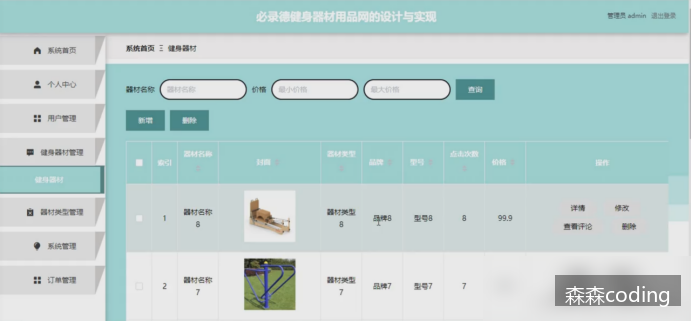 必录德健身器材用品网的设计与实现
管理员 admin 退出登录
系统首页
个人中心
用户管理
健身器材管理
健身器材
器材类型管理
系统管理
订单管理
系统首页 Ξ 健身器材
器材名称 器材名称 价格 最小价格 最大价格 查询
新增 删除
索引 器材名称 封面 器材类型 品牌 型号 点击次数 价格 操作
1 器材名称8 器材类型8 品牌8 型号8 8 99.9 详情 修改 查看评论 删除
2 器材名称7 器材类型7 品牌7 型号7 7
森森coding